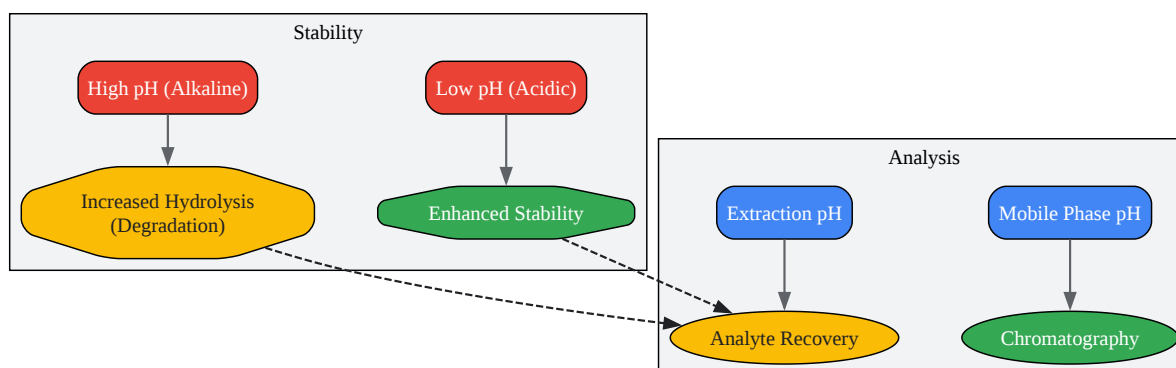 Stability
High pH (Alkaline)
Low pH (Acidic)
Increased Hydrolysis
(Degradation)
Enhanced Stability
Analysis
Extraction pH
Mobile Phase pH
Analyte Recovery
Chromatography